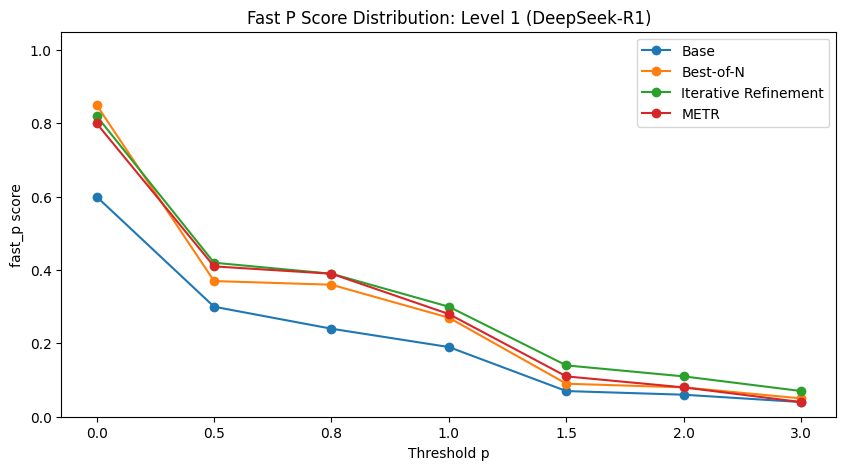 Fast P Score Distribution: Level 1 (DeepSeek-R1)
Base
Best-of-N
Iterative Refinement
METR
fast_p score
1.0
0.8
0.6
0.4
0.2
0.0
0.0 0.5 0.8 1.0 1.5 2.0 3.0
Threshold p